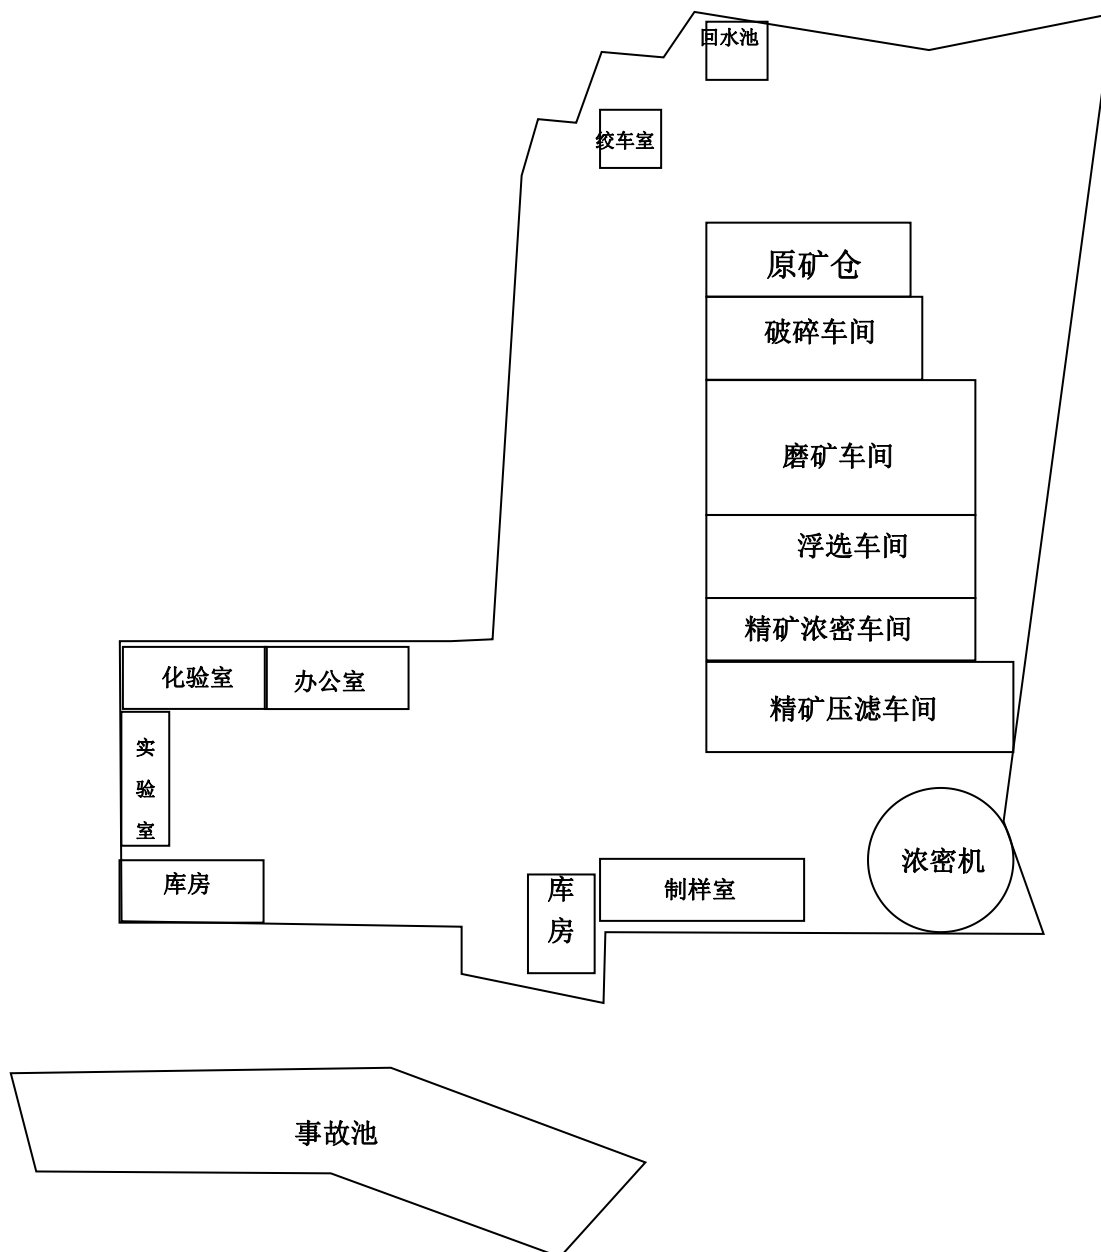 回水池
绞车室
原矿仓
破碎车间
磨矿车间
浮选车间
精矿浓密车间
化验室
办公室
精矿压滤车间
实
验
室
浓密机
库房
库
房
制样室
事故池